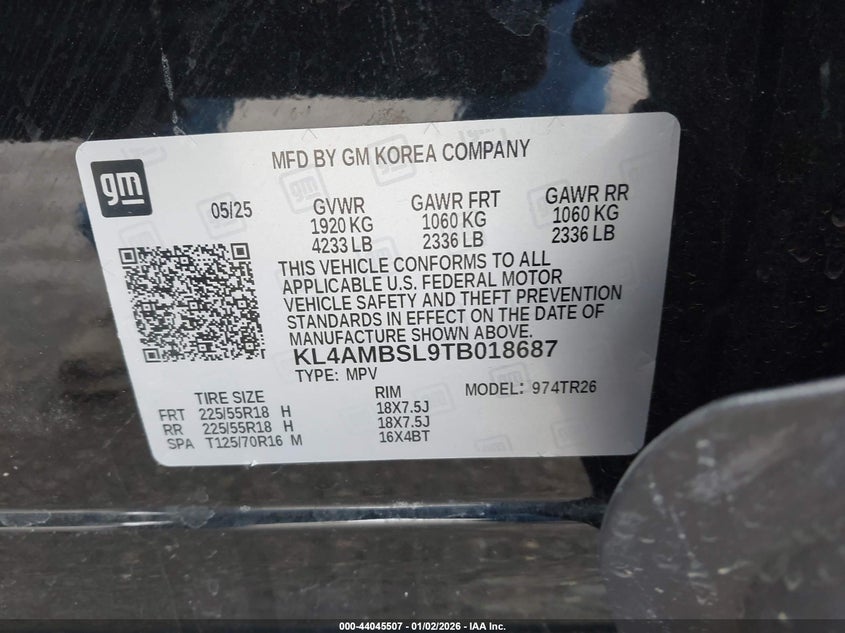 gm
MFD BY GM KOREA COMPANY
05/25
GVWR
1920 KG
4233 LB
GAWR FRT
1060 KG
2336 LB
GAWR RR
1060 KG
2336 LB
THIS VEHICLE CONFORMS TO ALL
APPLICABLE U.S. FEDERAL MOTOR
VEHICLE SAFETY AND THEFT PREVENTION
STANDARDS IN EFFECT ON THE DATE OF
MANUFACTURE SHOWN ABOVE.
KL4AMBSL9TB018687
TYPE: MPV
MODEL: 974TR26
TIRE SIZE RIM
FRT 225/55R18 H 18X7.5J
RR 225/55R18 H 18X7.5J
SPA T125/70R16 M 16X4BT
000-44045507 - 01/02/2026 - IAA Inc.